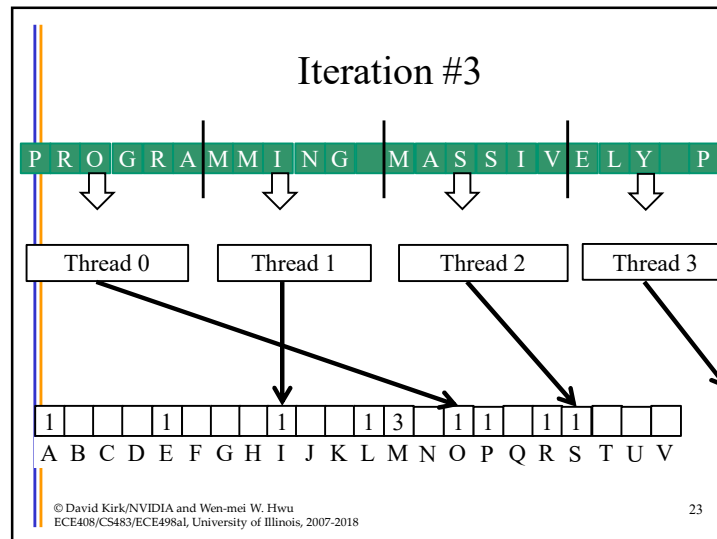 Iteration #3
P R O G R A M M I N G M A S S I V E L Y P
Thread 0 Thread 1 Thread 2 Thread 3
1 1 1 1 3 1 1 1 1
A B C D E F G H I J K L M N O P Q R S T U V
© David Kirk/NVIDIA and Wen-mei W. Hwu
ECE408/CS483/ECE498al, University of Illinois, 2007-2018
23